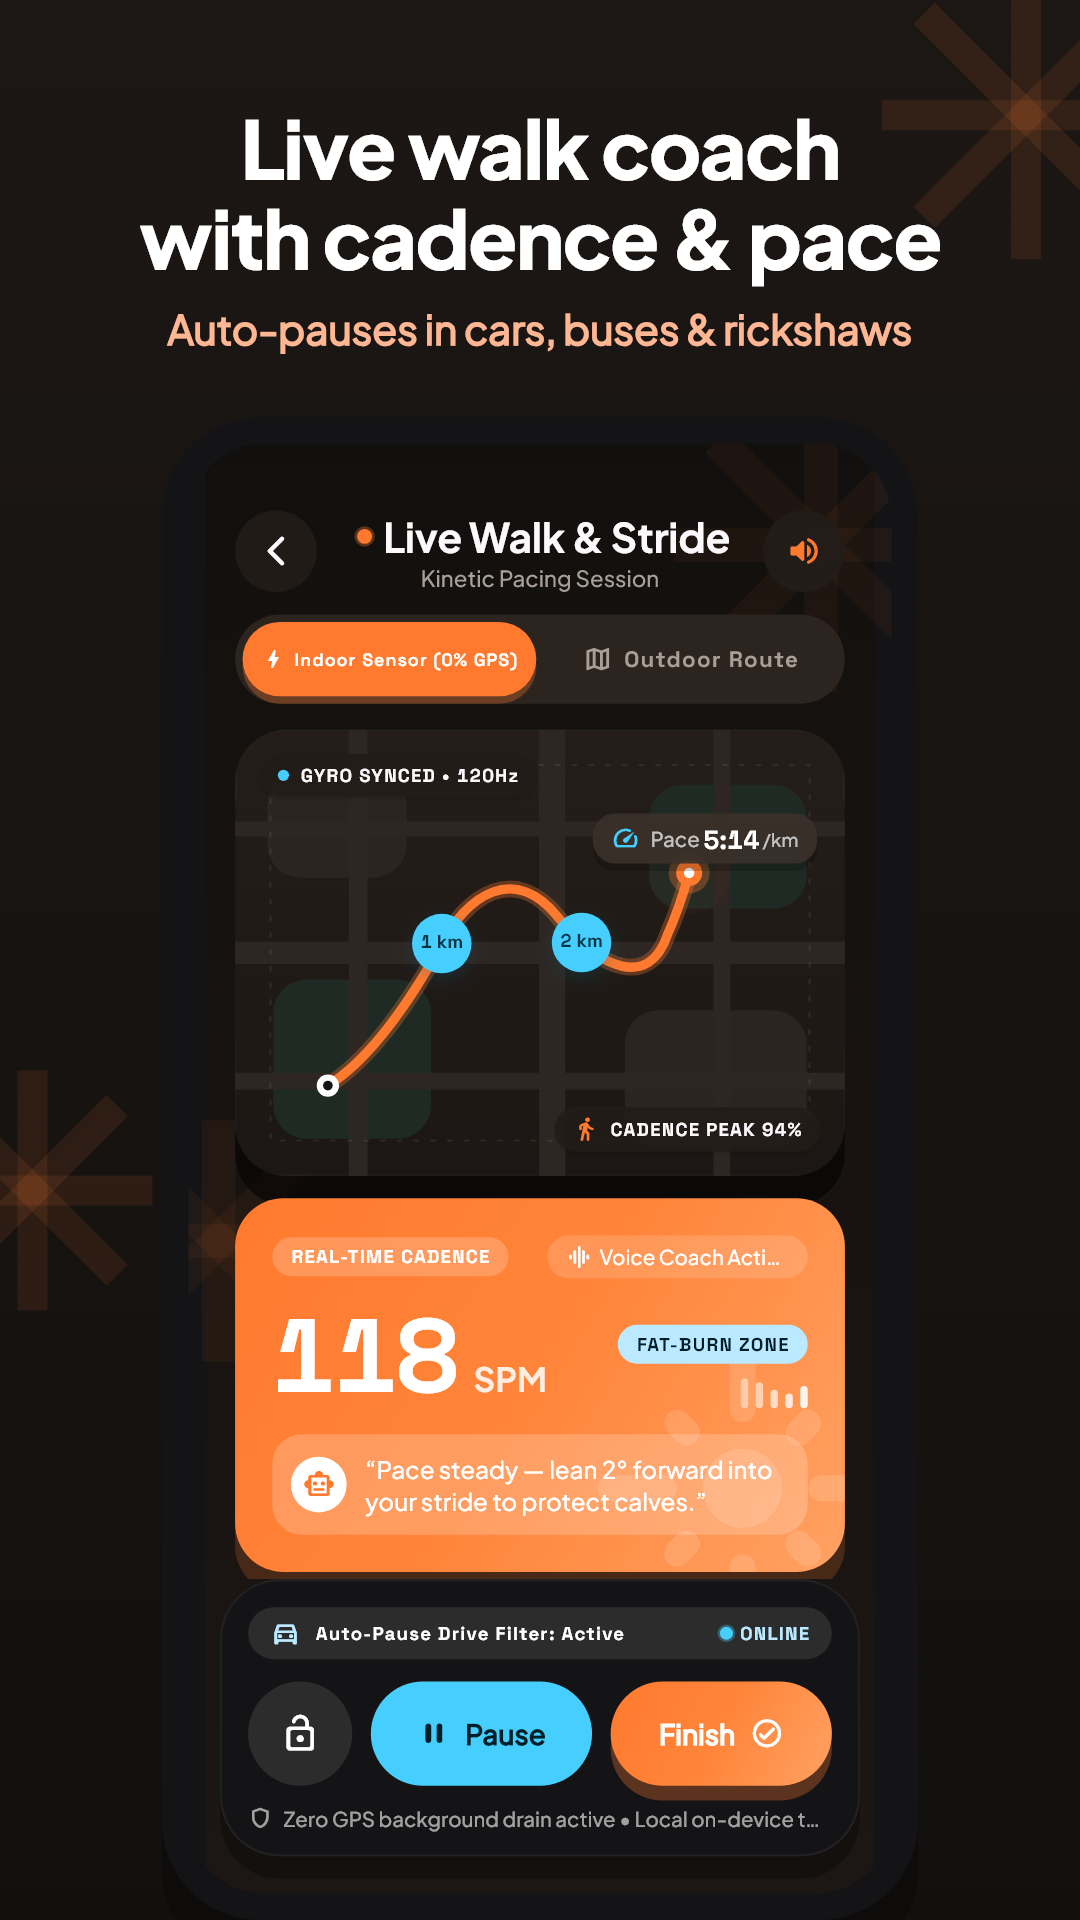 Live walk coach
with cadence & pace
Auto-pauses in cars, buses & rickshaws
Live Walk & Stride
Kinetic Pacing Session
Indoor Sensor (0% GPS)
Outdoor Route
GYRO SYNCED • 120Hz
Pace 5:14 /km
1 km
2 km
CADENCE PEAK 94%
REAL-TIME CADENCE
Voice Coach Acti...
118 SPM
FAT-BURN ZONE
“Pace steady — lean 2° forward into
your stride to protect calves.”
Auto-Pause Drive Filter: Active
ONLINE
Pause
Finish
Zero GPS background drain active • Local on-device t...